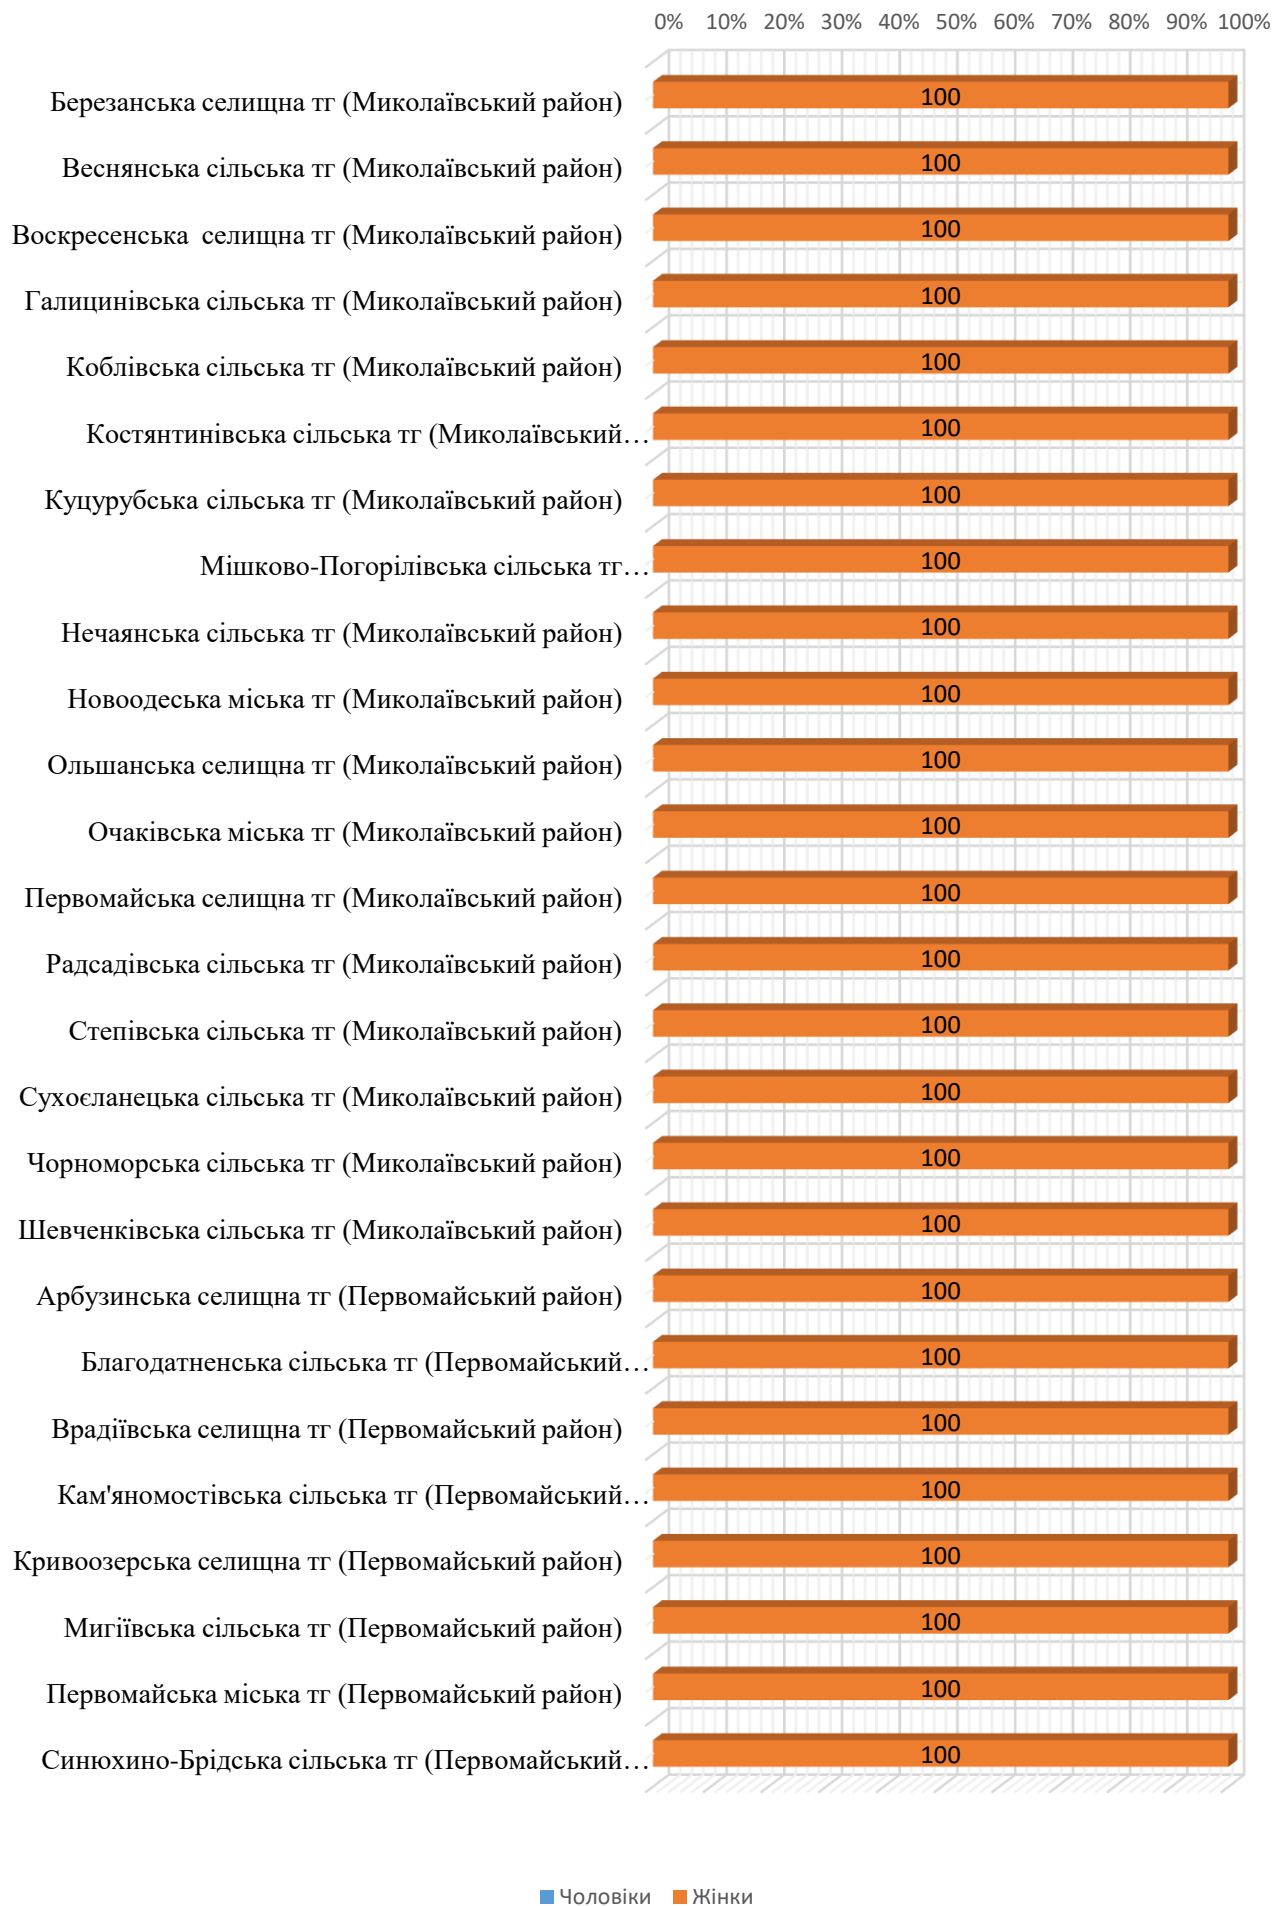 0% 10% 20% 30% 40% 50% 60% 70% 80% 90% 100%
Березанська селищна тг (Миколаївський район) 100
Веснянська сільська тг (Миколаївський район) 100
Воскресенська  селищна тг (Миколаївський район) 100
Галицинівська сільська тг (Миколаївський район) 100
Коблівська сільська тг (Миколаївський район) 100
Костянтинівська сільська тг (Миколаївський… 100
Куцурубська сільська тг (Миколаївський район) 100
Мішково-Погорілівська сільська тг… 100
Нечаянська сільська тг (Миколаївський район) 100
Новоодеська міська тг (Миколаївський район) 100
Ольшанська селищна тг (Миколаївський район) 100
Очаківська міська тг (Миколаївський район) 100
Первомайська селищна тг (Миколаївський район) 100
Радсадівська сільська тг (Миколаївський район) 100
Степівська сільська тг (Миколаївський район) 100
Сухоєланецька сільська тг (Миколаївський район) 100
Чорноморська сільська тг (Миколаївський район) 100
Шевченківська сільська тг (Миколаївський район) 100
Арбузинська селищна тг (Первомайський район) 100
Благодатненська сільська тг (Первомайський… 100
Врадіївська селищна тг (Первомайський район) 100
Кам'яномостівська сільська тг (Первомайський… 100
Кривоозерська селищна тг (Первомайський район) 100
Мигіївська сільська тг (Первомайський район) 100
Первомайська міська тг (Первомайський район) 100
Синюхино-Брідська сільська тг (Первомайський… 100
Чоловіки Жінки